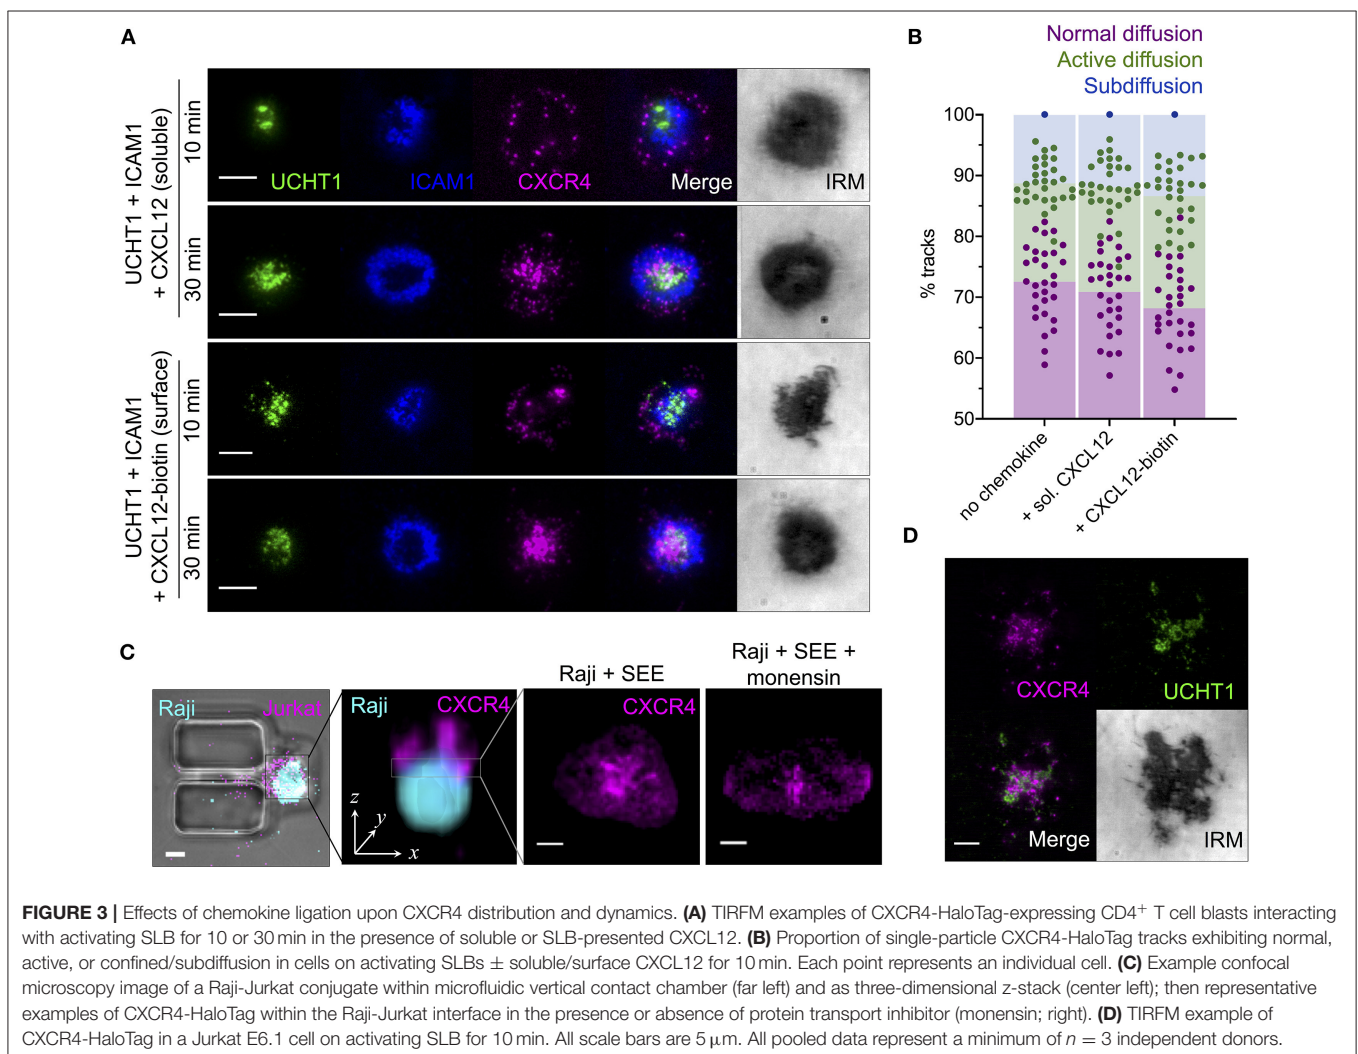 (A)
UCHT1 + ICAM1
+ CXCL12 (soluble)
10 min
30 min
UCHT1
ICAM1
CXCR4
Merge
IRM
UCHT1 + ICAM1
+ CXCL12-biotin (surface)
10 min
30 min
(B)
Normal diffusion
Active diffusion
Subdiffusion
% tracks
100
90
80
70
60
50
no chemokine
+ sol. CXCL12
+ CXCL12-biotin
(C)
Raji
Jurkat
Raji
CXCR4
z
y
x
Raji + SEE
CXCR4
Raji + SEE +
monensin
(D)
CXCR4
UCHT1
Merge
IRM
FIGURE 3 | Effects of chemokine ligation upon CXCR4 distribution and dynamics. (A) TIRFM examples of CXCR4-HaloTag-expressing CD4+ T cell blasts interacting
with activating SLB for 10 or 30 min in the presence of soluble or SLB-presented CXCL12. (B) Proportion of single-particle CXCR4-HaloTag tracks exhibiting normal,
active, or confined/subdiffusion in cells on activating SLBs ± soluble/surface CXCL12 for 10 min. Each point represents an individual cell. (C) Example confocal
microscopy image of a Raji-Jurkat conjugate within microfluidic vertical contact chamber (far left) and as three-dimensional z-stack (center left); then representative
examples of CXCR4-HaloTag within the Raji-Jurkat interface in the presence or absence of protein transport inhibitor (monensin; right). (D) TIRFM example of
CXCR4-HaloTag in a Jurkat E6.1 cell on activating SLB for 10 min. All scale bars are 5 μm. All pooled data represent a minimum of n = 3 independent donors.